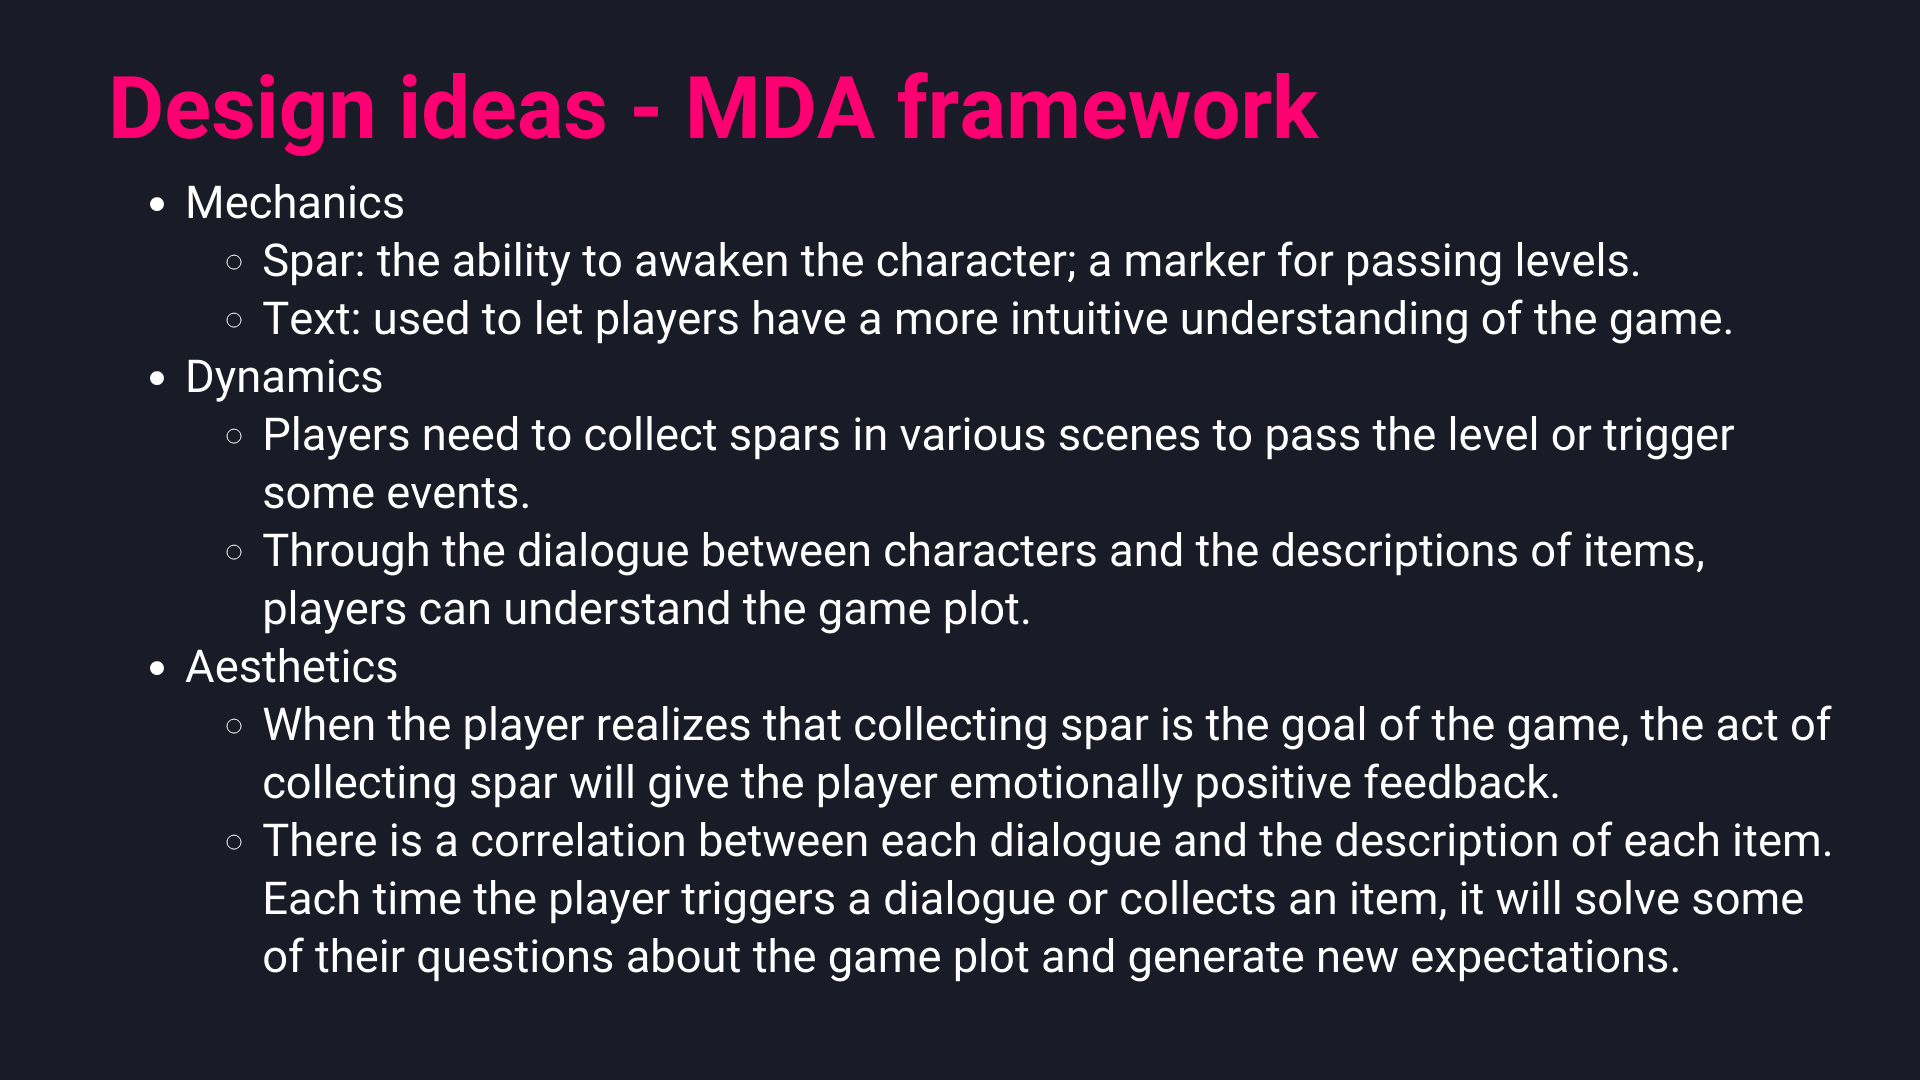 Design ideas - MDA framework
Mechanics
Spar: the ability to awaken the character; a marker for passing levels.
Text: used to let players have a more intuitive understanding of the game.
Dynamics
Players need to collect spars in various scenes to pass the level or trigger
some events.
Through the dialogue between characters and the descriptions of items,
players can understand the game plot.
Aesthetics
When the player realizes that collecting spar is the goal of the game, the act of
collecting spar will give the player emotionally positive feedback.
There is a correlation between each dialogue and the description of each item.
Each time the player triggers a dialogue or collects an item, it will solve some
of their questions about the game plot and generate new expectations.